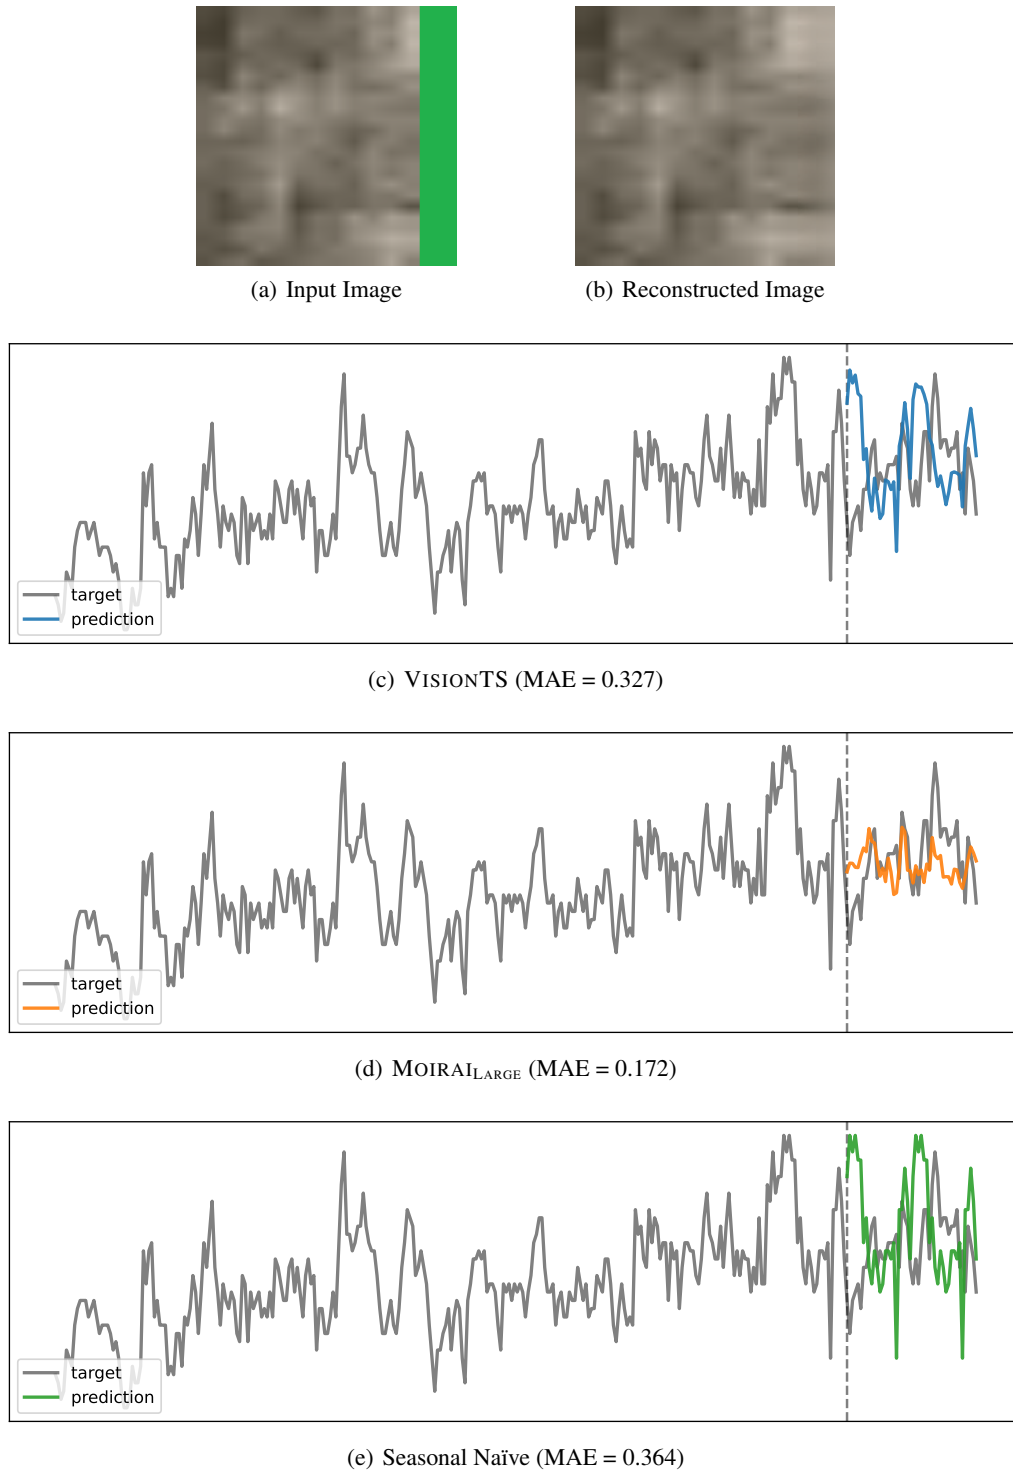 (a) Input Image
(b) Reconstructed Image
target
prediction
(c) VISIONTS (MAE = 0.327)
target
prediction
(d) MOIRAILARGE (MAE = 0.172)
target
prediction
(e) Seasonal Naïve (MAE = 0.364)